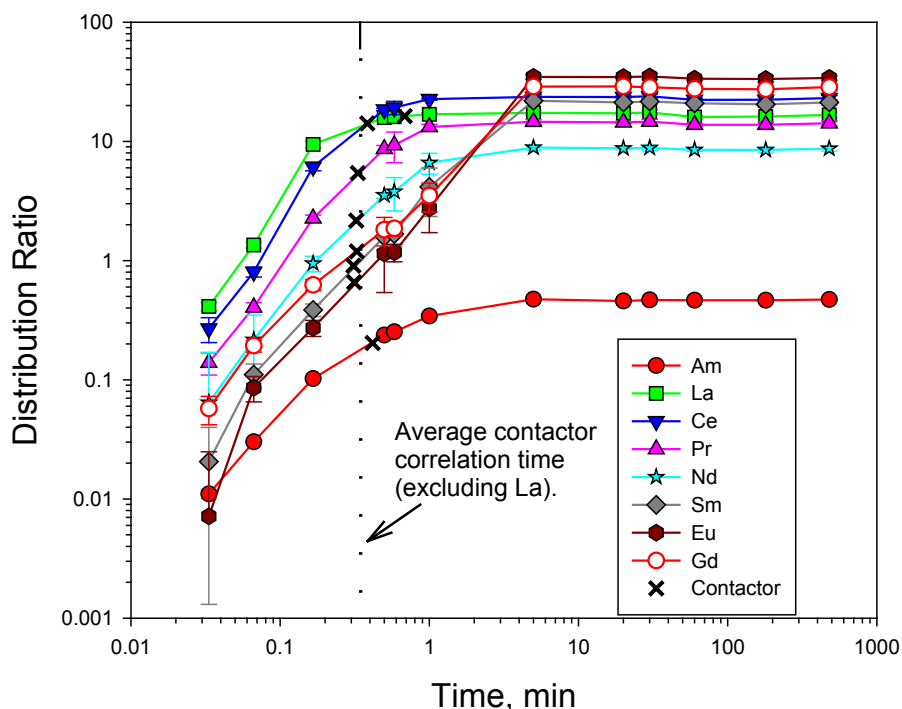 100
10
1
0.1
0.01
0.001
Distribution Ratio
Average contactor
correlation time
(excluding La).
Am
La
Ce
Pr
Nd
Sm
Eu
Gd
Contactor
0.01 0.1 1 10 100 1000
Time, min